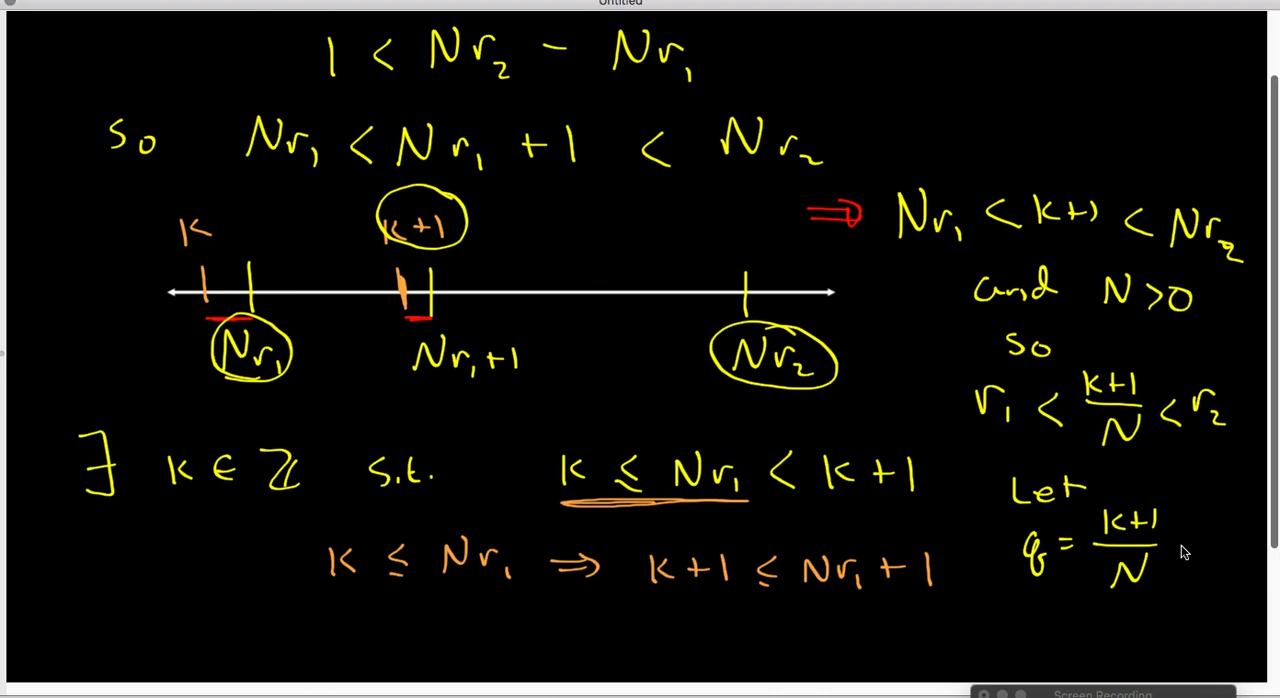 Untitled
1 < Nr₂ - Nr₁
so Nr₁ < Nr₁ + 1 < Nr₂
k k+1
Nr₁ Nr₁+1 Nr₂
∃ k ∈ ℤ s.t. k ≤ Nr₁ < k+1
k ≤ Nr₁ ⇒ k+1 ≤ Nr₁ + 1
⇒ Nr₁ < k+1 < Nr₂
and N>0
so
r₁ < (k+1)/N < r₂
Let
q = (k+1)/N
Screen Recording